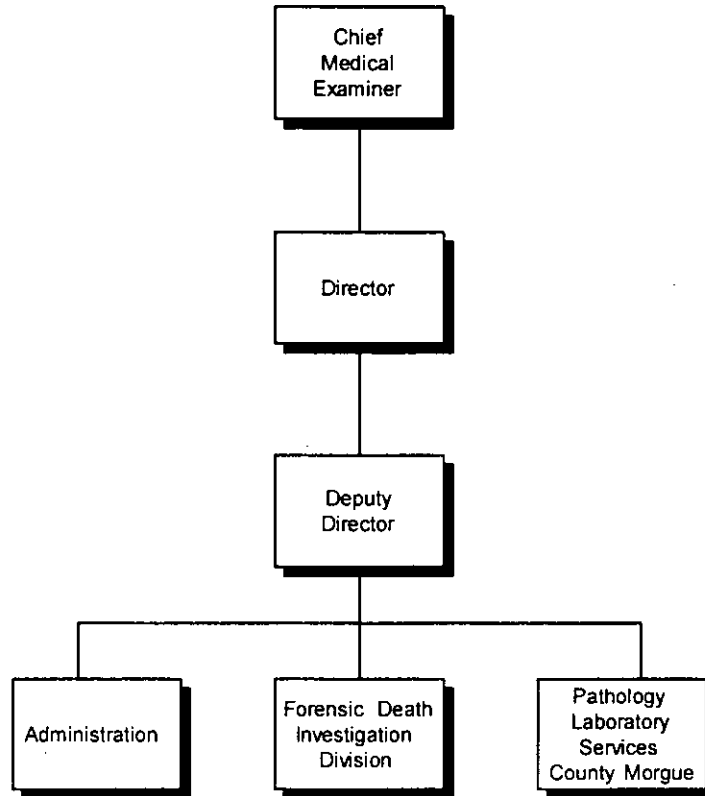 Chief
Medical
Examiner
Director
Deputy
Director
Administration
Forensic Death
Investigation
Division
Pathology
Laboratory
Services
County Morgue